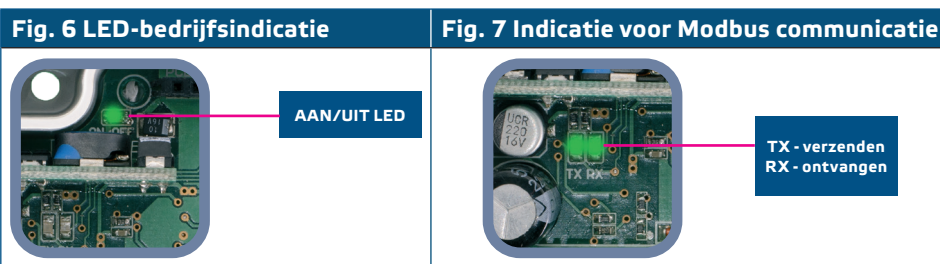 Fig. 6 LED-bedrijfsindicatie
Fig. 7 Indicatie voor Modbus communicatie
AAN/UIT LED
ON OFF
UCR
220
16V
TX RX
TX - verzenden
RX - ontvangen